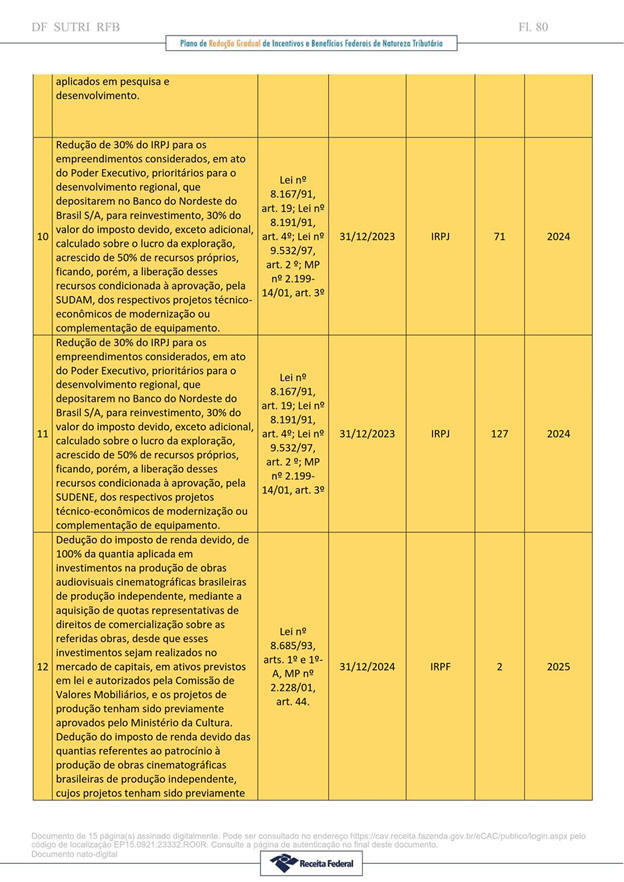 DF SUTRI RFB
Fl. 80
Plano de Redução Gradual de Incentivos e Benefícios Federais de Natureza Tributária
aplicados em pesquisa e
desenvolvimento.
10
Redução de 30% do IRPJ para os
empreendimentos considerados, em ato
do Poder Executivo, prioritários para o
desenvolvimento regional, que
depositarem no Banco do Nordeste do
Brasil S/A, para reinvestimento, 30% do
valor do imposto devido, exceto adicional,
calculado sobre o lucro da exploração,
acrescido de 50% de recursos próprios,
ficando, porém, a liberação desses
recursos condicionada à aprovação, pela
SUDAM, dos respectivos projetos técnico-
econômicos de modernização ou
complementação de equipamento.
Lei nº
8.167/91,
art. 19; Lei nº
8.191/91,
art. 4º; Lei nº
9.532/97,
art. 2 º; MP
nº 2.199-
14/01, art. 3º
31/12/2023
IRPJ
71
2024
11
Redução de 30% do IRPJ para os
empreendimentos considerados, em ato
do Poder Executivo, prioritários para o
desenvolvimento regional, que
depositarem no Banco do Nordeste do
Brasil S/A, para reinvestimento, 30% do
valor do imposto devido, exceto adicional,
calculado sobre o lucro da exploração,
acrescido de 50% de recursos próprios,
ficando, porém, a liberação desses
recursos condicionada à aprovação, pela
SUDENE, dos respectivos projetos
técnico-econômicos de modernização ou
complementação de equipamento.
Lei nº
8.167/91,
art. 19; Lei nº
8.191/91,
art. 4º; Lei nº
9.532/97,
art. 2 º; MP
nº 2.199-
14/01, art. 3º
31/12/2023
IRPJ
127
2024
12
Dedução do imposto de renda devido, de
100% da quantia aplicada em
investimentos na produção de obras
audiovisuais cinematográficas brasileiras
de produção independente, mediante a
aquisição de quotas representativas de
direitos de comercialização sobre as
referidas obras, desde que esses
investimentos sejam realizados no
mercado de capitais, em ativos previstos
em lei e autorizados pela Comissão de
Valores Mobiliários, e os projetos de
produção tenham sido previamente
aprovados pelo Ministério da Cultura.
Dedução do imposto de renda devido das
quantias referentes ao patrocínio à
produção de obras cinematográficas
brasileiras de produção independente,
cujos projetos tenham sido previamente
Lei nº
8.685/93,
arts. 1º e 1º-
A, MP nº
2.228/01,
art. 44.
31/12/2024
IRPF
2
2025
Documento de 15 página(s) assinado digitalmente. Pode ser consultado no endereço https://cav.receita.fazenda.gov.br/eCAC/publico/login.aspx pelo
código de localização EP15.0921.23332.RO0R. Consulte a página de autenticação no final deste documento.
Documento nato-digital
Receita Federal